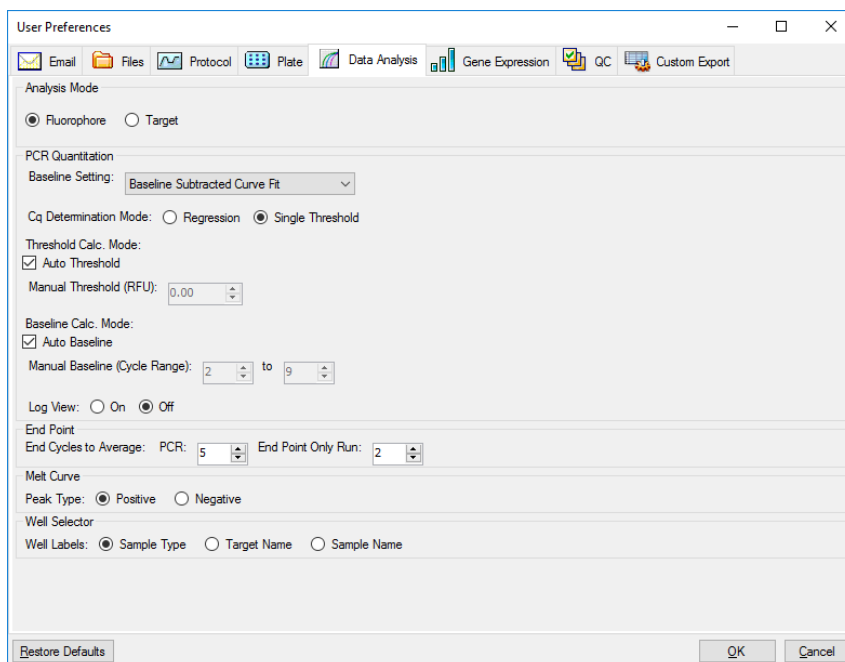 User Preferences
Email Files Protocol Plate Data Analysis Gene Expression QC Custom Export
Analysis Mode
Fluorophore Target
PCR Quantitation
Baseline Setting: Baseline Subtracted Curve Fit
Cq Determination Mode: Regression Single Threshold
Threshold Calc. Mode:
Auto Threshold
Manual Threshold (RFU): 0.00
Baseline Calc. Mode:
Auto Baseline
Manual Baseline (Cycle Range): 2 to 9
Log View: On Off
End Point
End Cycles to Average: PCR: 5 End Point Only Run: 2
Melt Curve
Peak Type: Positive Negative
Well Selector
Well Labels: Sample Type Target Name Sample Name
Restore Defaults OK Cancel